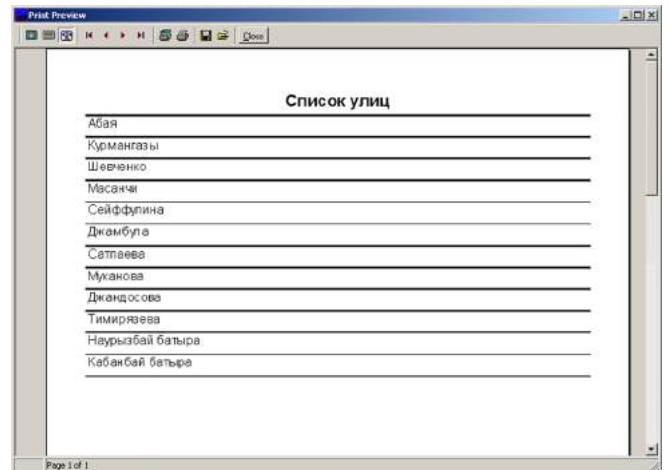 Print Preview
Close
Список улиц
Абая
Курмангазы
Шевченко
Масанчи
Сейффулина
Джамбула
Сатпаева
Муканова
Джандосова
Тимирязева
Наурызбай батыра
Кабанбай батыра
Page 1 of 1